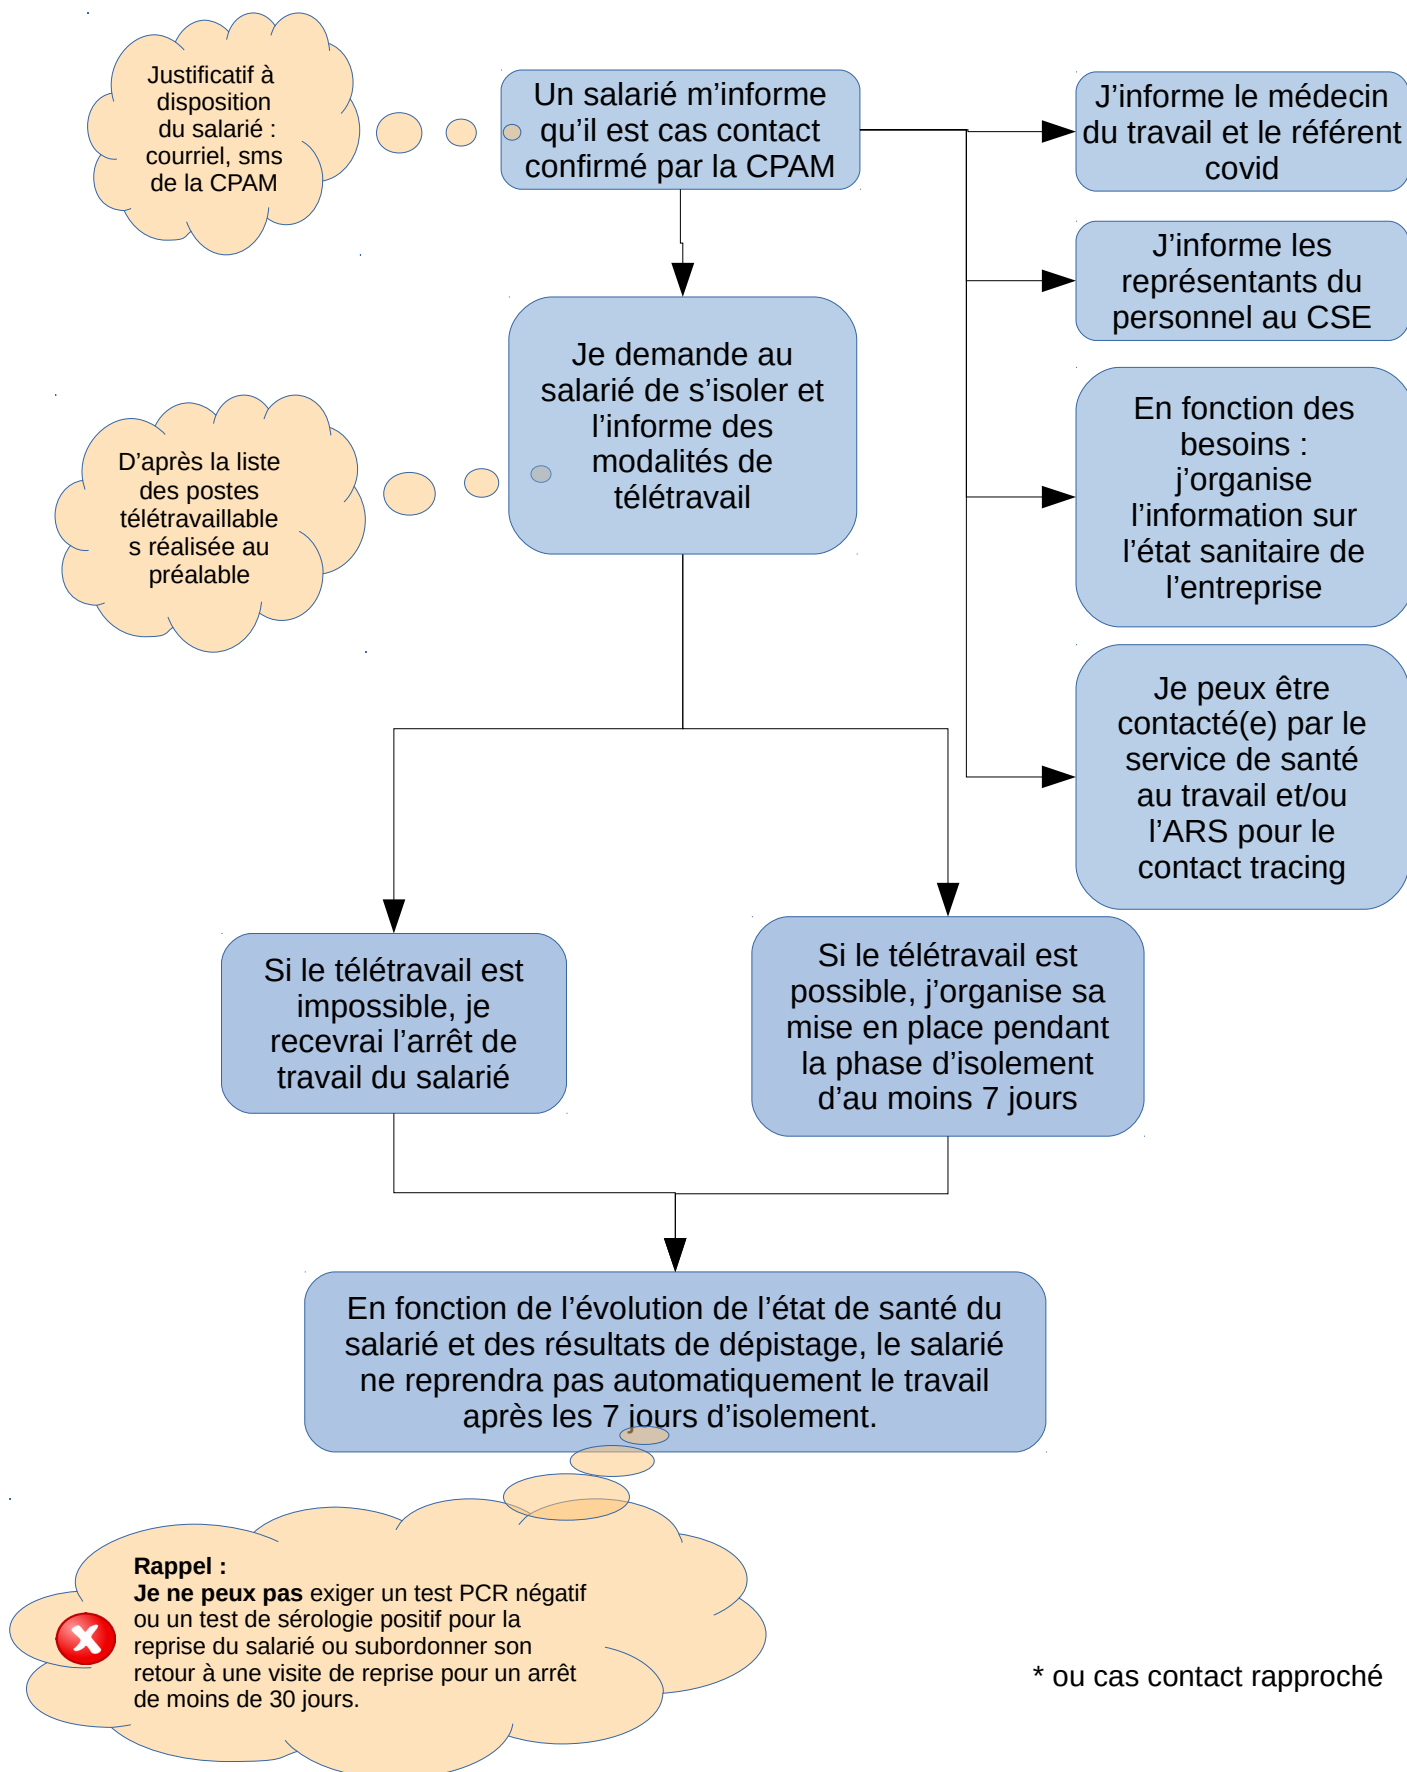 Justificatif à
disposition
du salarié :
courriel, sms
de la CPAM
Un salarié m’informe
qu’il est cas contact
confirmé par la CPAM
J’informe le médecin
du travail et le référent
covid
J’informe les
représentants du
personnel au CSE
Je demande au
salarié de s’isoler et
l’informe des
modalités de
télétravail
D’après la liste
des postes
télétravaillable
s réalisée au
préalable
En fonction des
besoins :
j’organise
l’information sur
l’état sanitaire de
l’entreprise
Je peux être
contacté(e) par le
service de santé
au travail et/ou
l’ARS pour le
contact tracing
Si le télétravail est
impossible, je
recevrai l’arrêt de
travail du salarié
Si le télétravail est
possible, j’organise sa
mise en place pendant
la phase d’isolement
d’au moins 7 jours
En fonction de l’évolution de l’état de santé du
salarié et des résultats de dépistage, le salarié
ne reprendra pas automatiquement le travail
après les 7 jours d’isolement.
Rappel :
Je ne peux pas exiger un test PCR négatif
ou un test de sérologie positif pour la
reprise du salarié ou subordonner son
retour à une visite de reprise pour un arrêt
de moins de 30 jours.
* ou cas contact rapproché